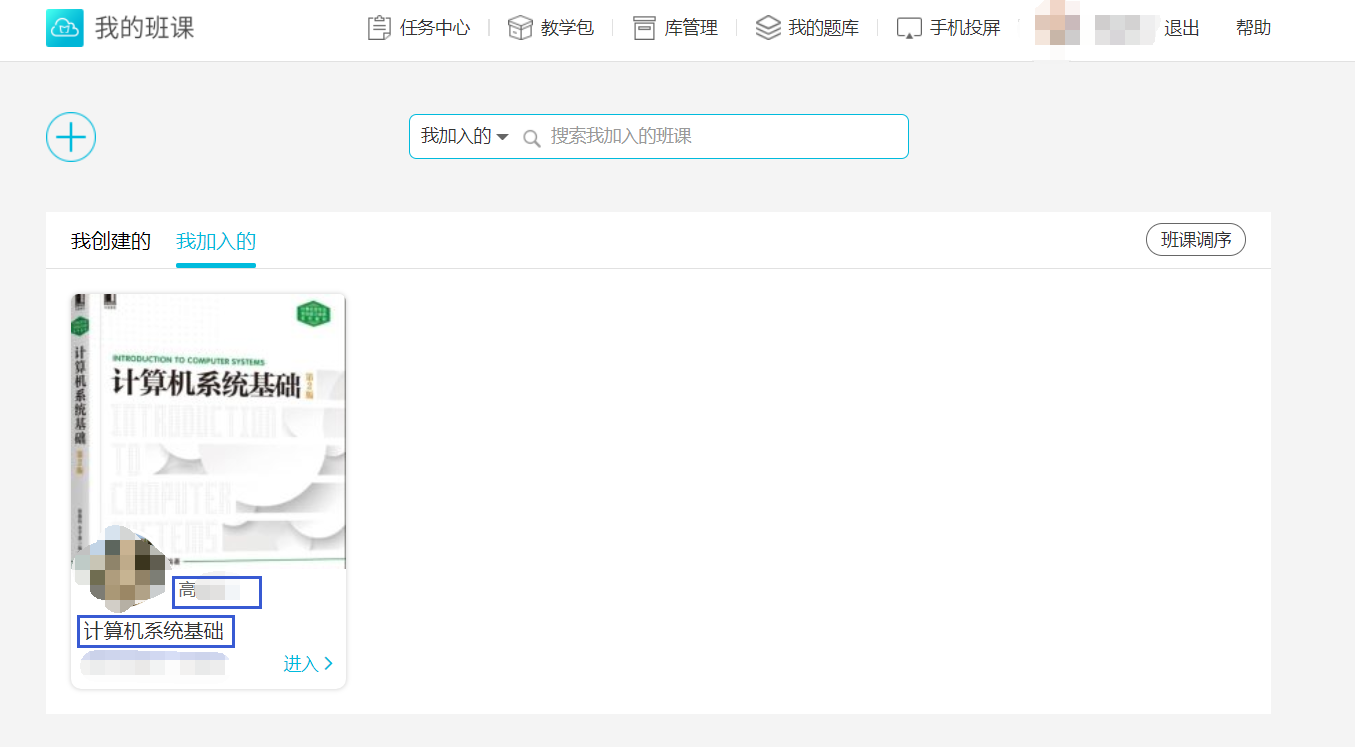 我的班课
任务中心
教学包
库管理
我的题库
手机投屏
退出
帮助
我加入的
搜索我加入的班课
我创建的
我加入的
班课调序
INTRODUCTION TO COMPUTER SYSTEMS
计算机系统基础
第2版
计算机系统基础
第2版
INTRODUCTION
TO
COMPUTER
SYSTEMS
高
计算机系统基础
进入